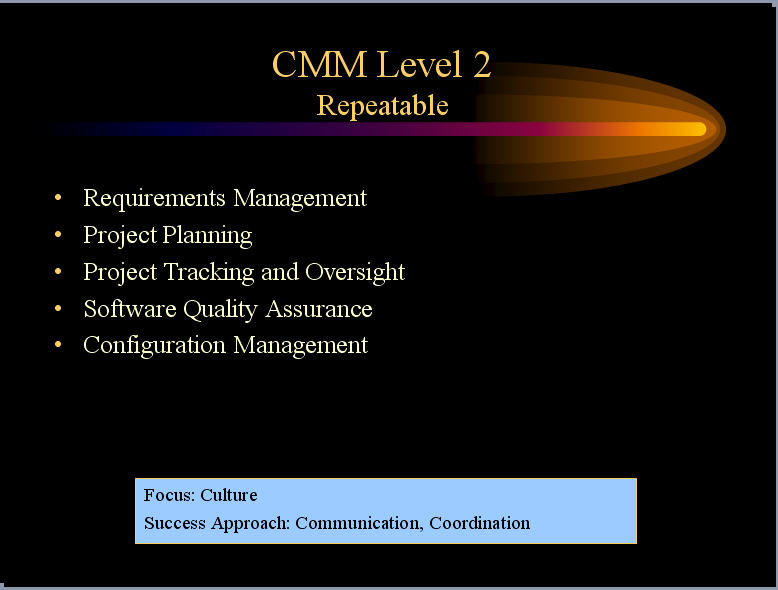 CMM Level 2
Repeatable
• Requirements Management
• Project Planning
• Project Tracking and Oversight
• Software Quality Assurance
• Configuration Management
Focus: Culture
Success Approach: Communication, Coordination